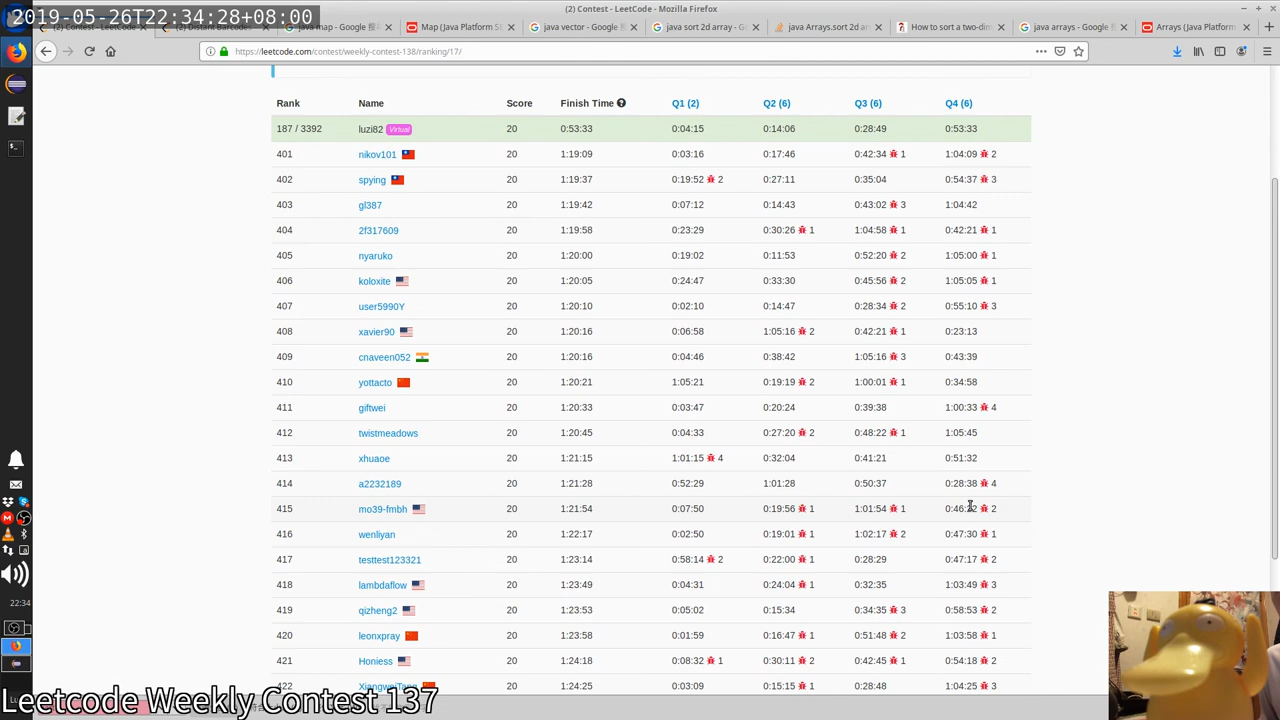 2019-05-26T22:34:28+08:00
(2) Contest - LeetCode - Mozilla Firefox
(2) Contest - LeetCode
(2) Distant Barcodes
java map - Google
Map (Java Platform S
java vector - Google
java sort 2d array
java Arrays.sort 2d a
How to sort a two-dim
java arrays - Google
Arrays (Java Platform
https://leetcode.com/contest/weekly-contest-138/ranking/17/
Rank Name Score Finish Time Q1 (2) Q2 (6) Q3 (6) Q4 (6)
187 / 3392 luzi82 Virtual 20 0:53:33 0:04:15 0:14:06 0:28:49 0:53:33
401 nikov101 20 1:19:09 0:03:16 0:17:46 0:42:34 1 1:04:09 2
402 spying 20 1:19:37 0:19:52 2 0:27:11 0:35:04 0:54:37 3
403 gl387 20 1:19:42 0:07:12 0:14:43 0:43:02 3 1:04:42
404 2f317609 20 1:19:58 0:23:29 0:30:26 1 1:04:58 1 0:42:21 1
405 nyaruko 20 1:20:00 0:19:02 0:11:53 0:52:20 2 1:05:00 1
406 koloxite 20 1:20:05 0:24:47 0:33:30 0:45:56 2 1:05:05 1
407 user5990Y 20 1:20:10 0:02:10 0:14:47 0:28:34 2 0:55:10 3
408 xavier90 20 1:20:16 0:06:58 1:05:16 2 0:42:21 1 0:23:13
409 cnaveen052 20 1:20:16 0:04:46 0:38:42 1:05:16 3 0:43:39
410 yottacto 20 1:20:21 1:05:21 0:19:19 2 1:00:01 1 0:34:58
411 giftwei 20 1:20:33 0:03:47 0:20:24 0:39:38 1:00:33 4
412 twistmeadows 20 1:20:45 0:04:33 0:27:20 2 0:48:22 1 1:05:45
413 xhuaoe 20 1:21:15 1:01:15 4 0:32:04 0:41:21 0:51:32
414 a2232189 20 1:21:28 0:52:29 1:01:28 0:50:37 0:28:38 4
415 mo39-fmbh 20 1:21:54 0:07:50 0:19:56 1 1:01:54 1 2
416 wenliyan 20 1:22:17 0:02:50 0:19:01 1 1:02:17 2 0:47:30 1
417 testtest123321 20 1:23:14 0:58:14 2 0:22:00 1 0:28:29 0:47:17 2
418 lambdaflow 20 1:23:49 0:04:31 0:24:04 1 0:32:35 1:03:49 3
419 qizheng2 20 1:23:53 0:05:02 0:15:34 0:34:35 3 0:58:53 2
420 leonxpray 20 1:23:58 0:01:59 0:16:47 1 0:51:48 2 1:03:58 1
421 Honiess 20 1:24:18 0:08:32 1 0:30:11 2 0:42:45 1 0:54:18 2
422 20 1:24:25 0:03:09 0:15:15 1 0:28:48 1:04:25 3
22:34
Leetcode Weekly Contest 137